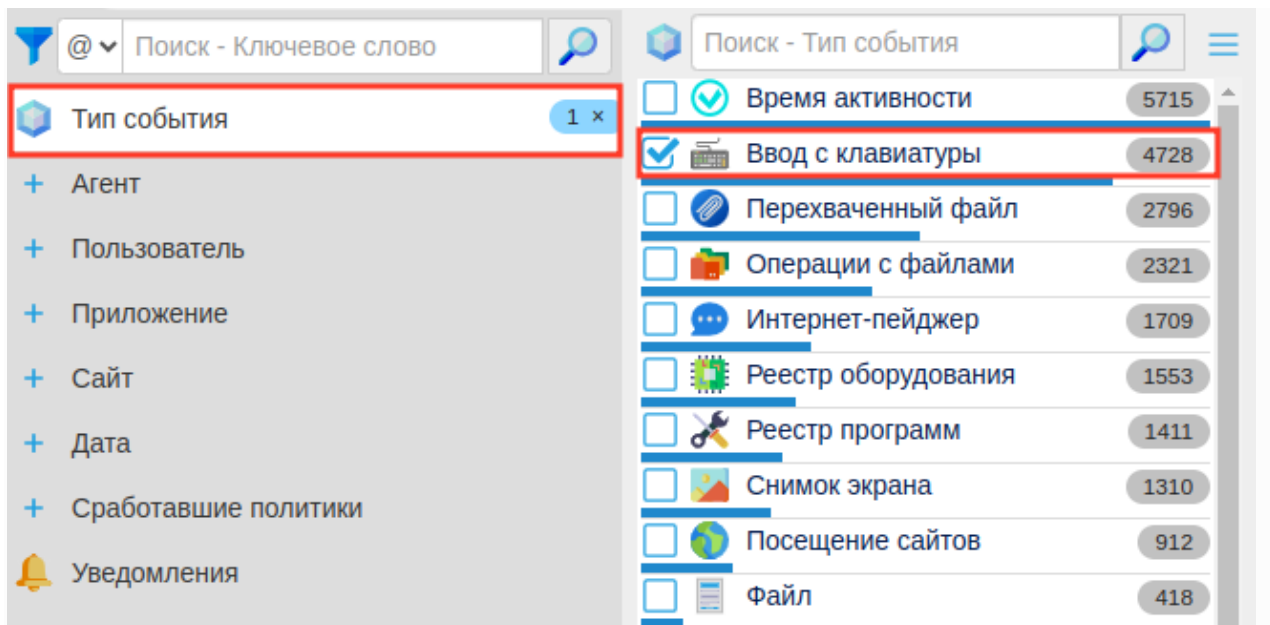 @ Поиск - Ключевое слово
Тип события 1 ×
Агент
Пользователь
Приложение
Сайт
Дата
Сработавшие политики
Уведомления
Поиск - Тип события
Время активности 5715
Ввод с клавиатуры 4728
Перехваченный файл 2796
Операции с файлами 2321
Интернет-пейджер 1709
Реестр оборудования 1553
Реестр программ 1411
Снимок экрана 1310
Посещение сайтов 912
Файл 418